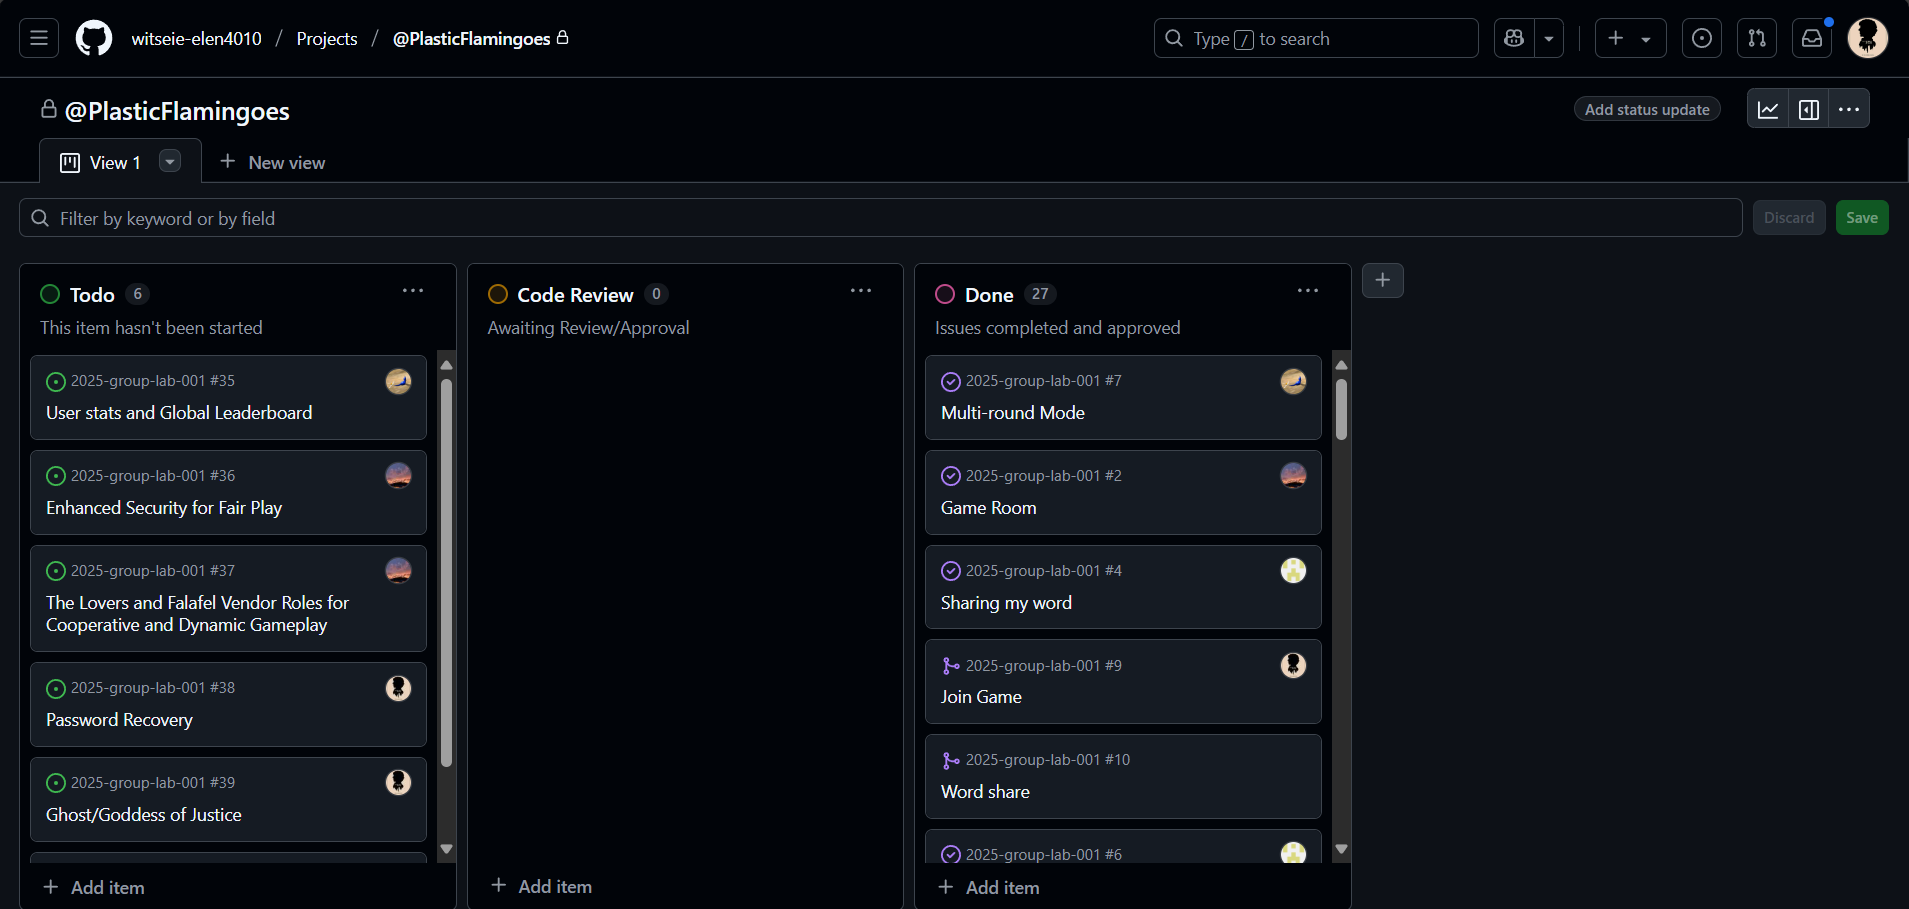 witseie-elen4010 / Projects / @PlasticFlamingoes
Type / to search
@PlasticFlamingoes
Add status update
View 1
New view
Filter by keyword or by field
Discard
Save
Todo 6
This item hasn't been started
2025-group-lab-001 #35
User stats and Global Leaderboard
2025-group-lab-001 #36
Enhanced Security for Fair Play
2025-group-lab-001 #37
The Lovers and Falafel Vendor Roles for
Cooperative and Dynamic Gameplay
2025-group-lab-001 #38
Password Recovery
2025-group-lab-001 #39
Ghost/Goddess of Justice
Add item
Code Review 0
Awaiting Review/Approval
Add item
Done 27
Issues completed and approved
2025-group-lab-001 #7
Multi-round Mode
2025-group-lab-001 #2
Game Room
2025-group-lab-001 #4
Sharing my word
2025-group-lab-001 #9
Join Game
2025-group-lab-001 #10
Word share
2025-group-lab-001 #6
Add item